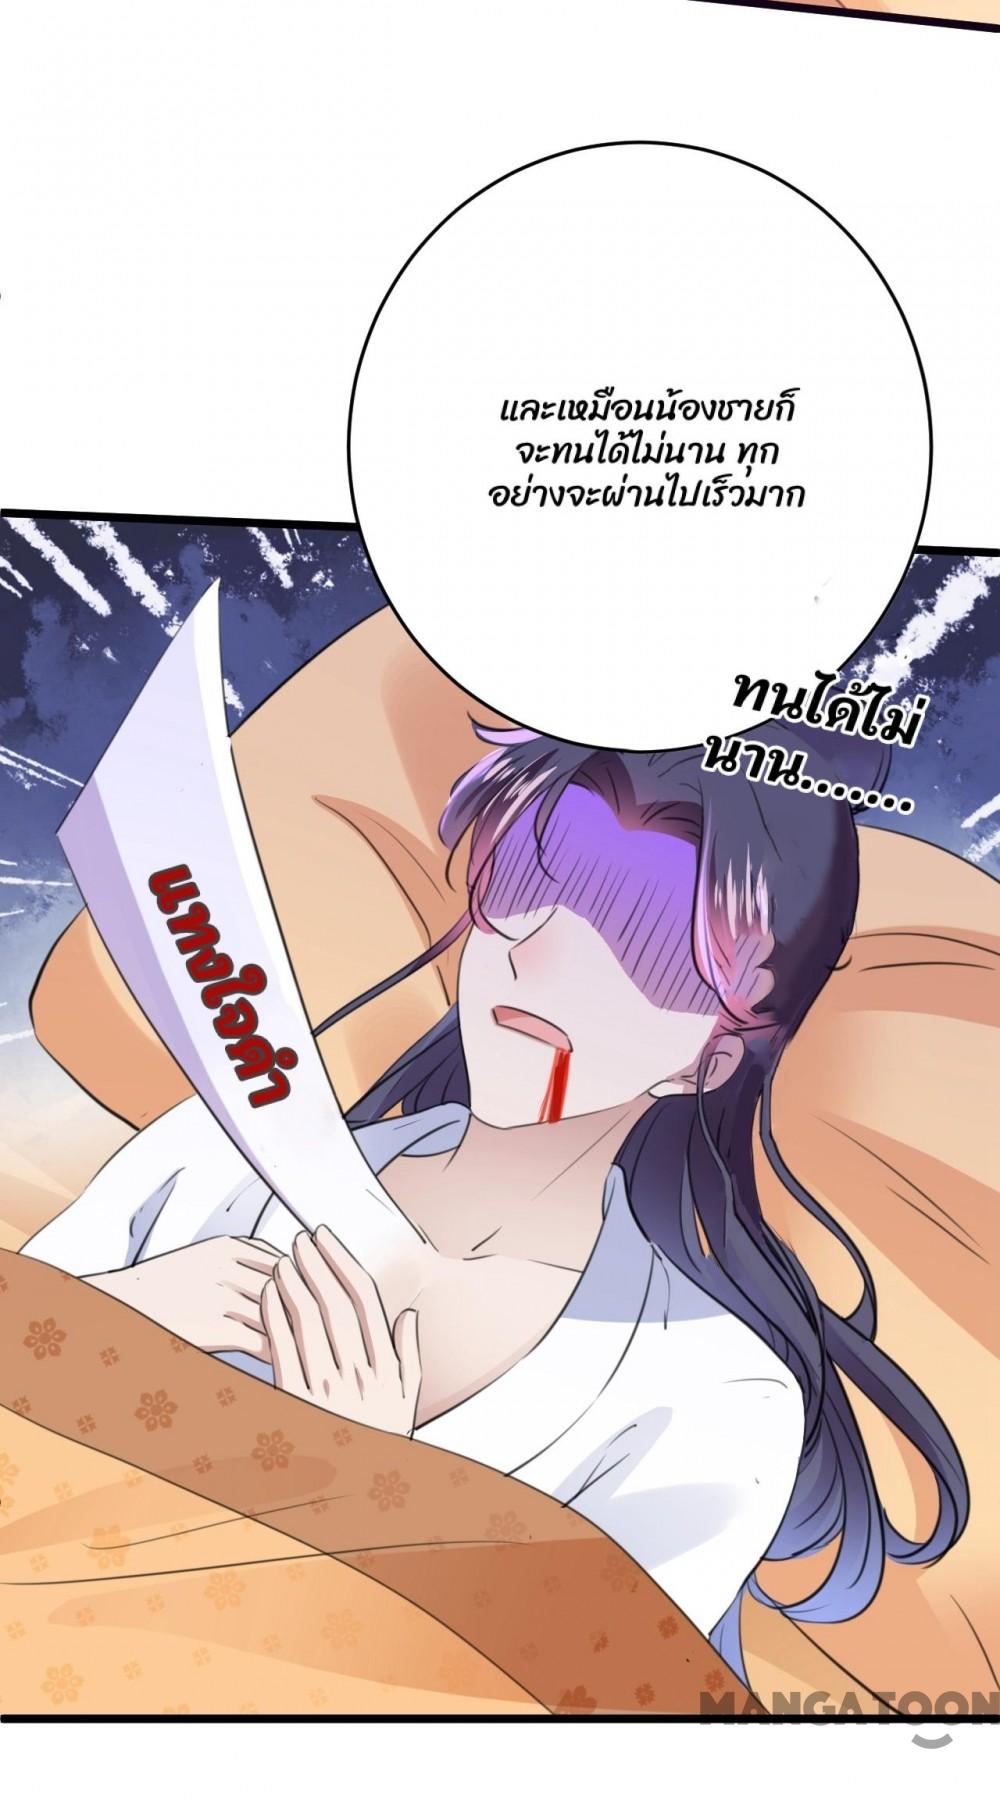 และเหมือนน้องชายก็
จะทนได้ไม่นาน ทุก
อย่างจะผ่านไปเร็วมาก
ทนได้ไม่
นาน.......
แทงใจดำ
MANGATOON